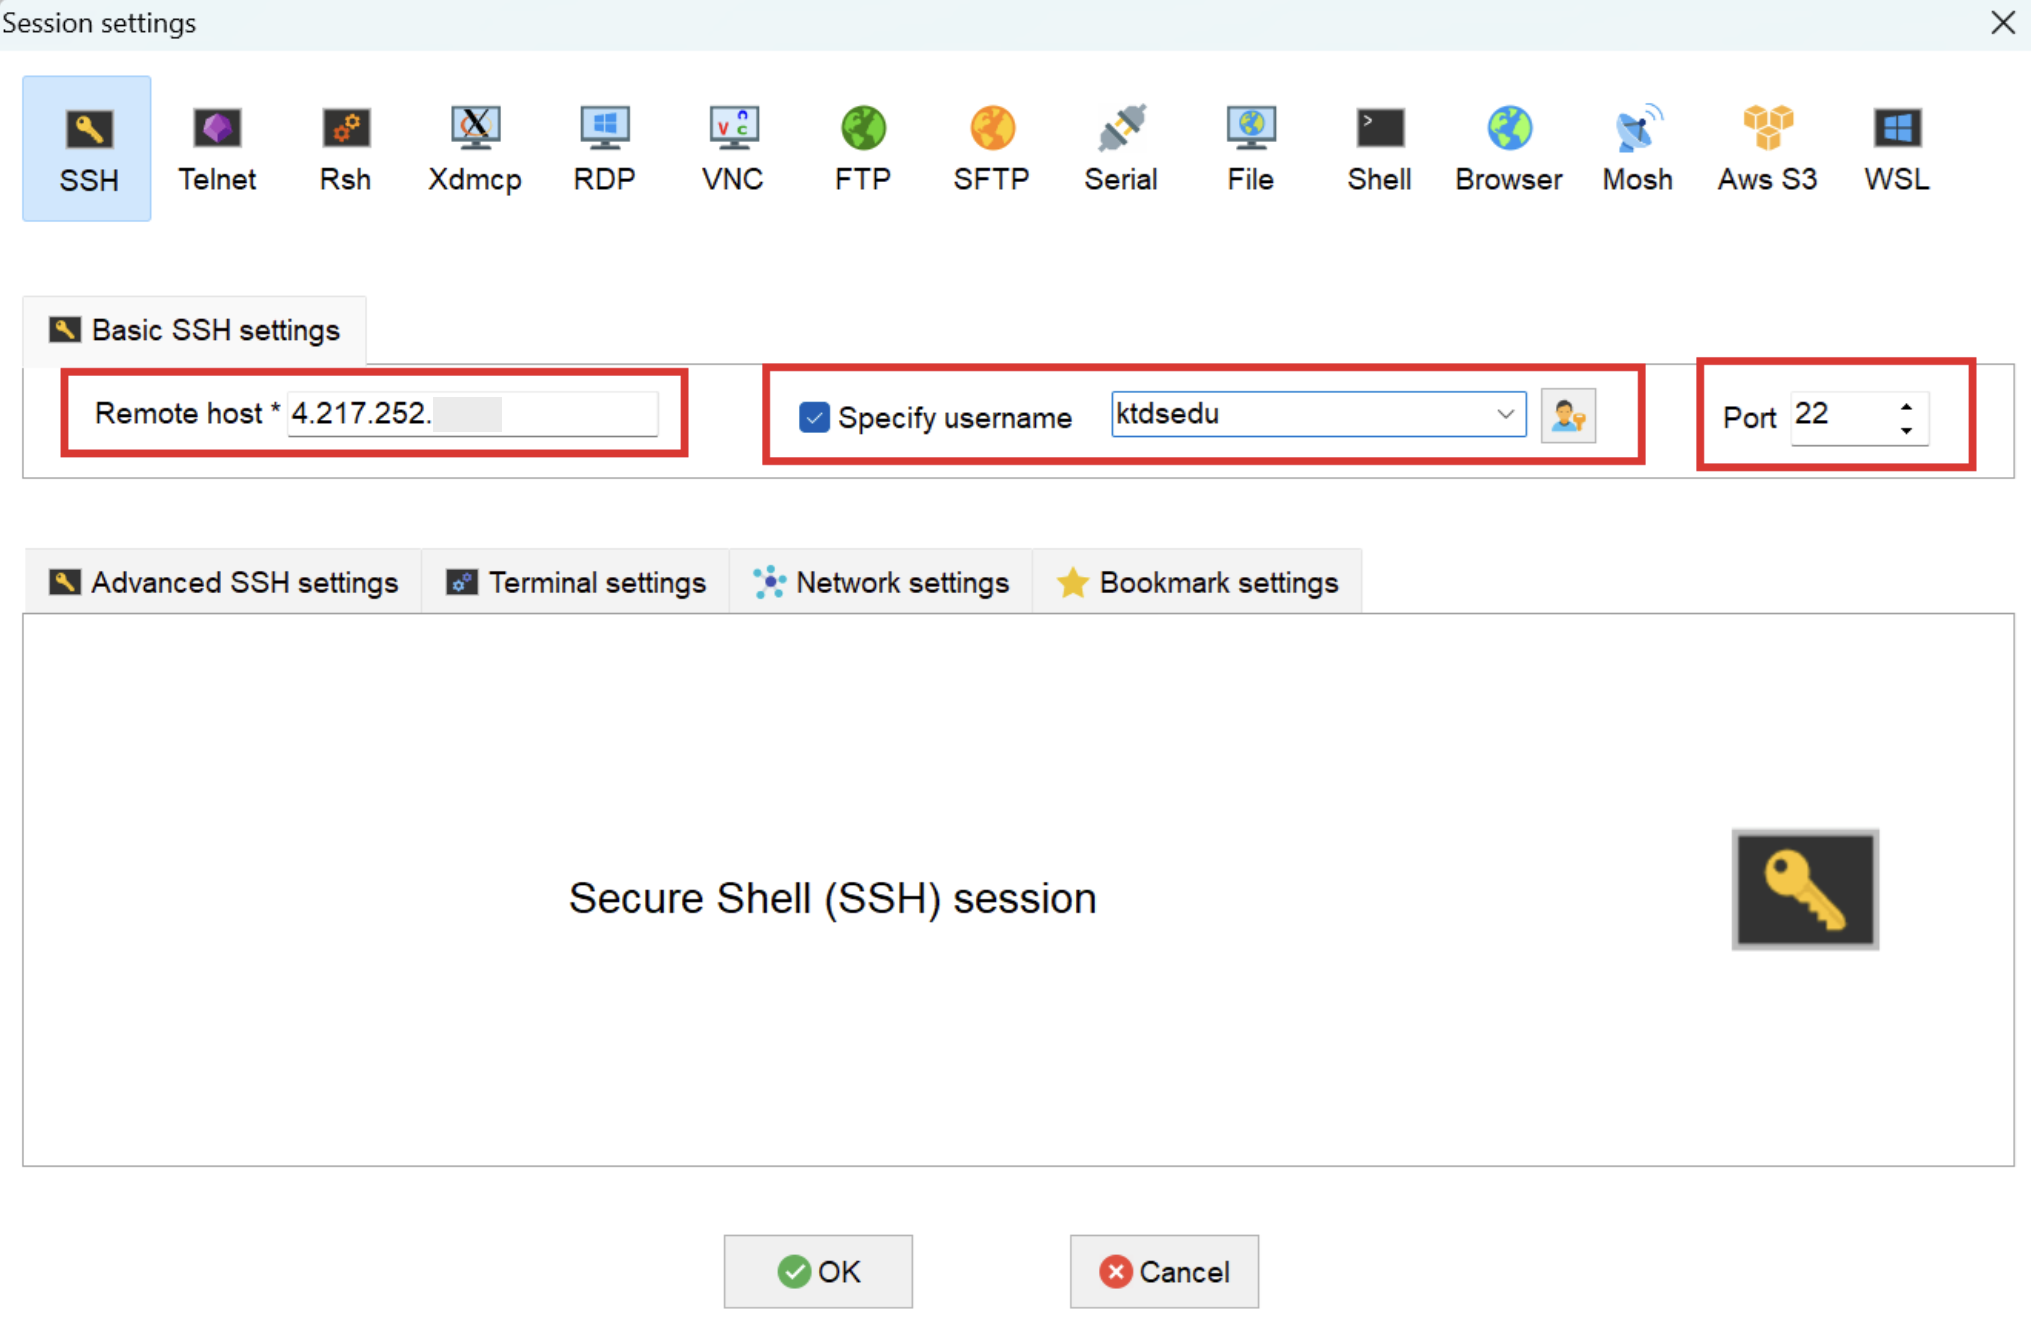 Session settings
SSH Telnet Rsh Xdmcp RDP VNC FTP SFTP Serial File Shell Browser Mosh Aws S3 WSL
Basic SSH settings
Remote host * 4.217.252. Specify username ktdsedu Port 22
Advanced SSH settings Terminal settings Network settings Bookmark settings
Secure Shell (SSH) session
OK Cancel